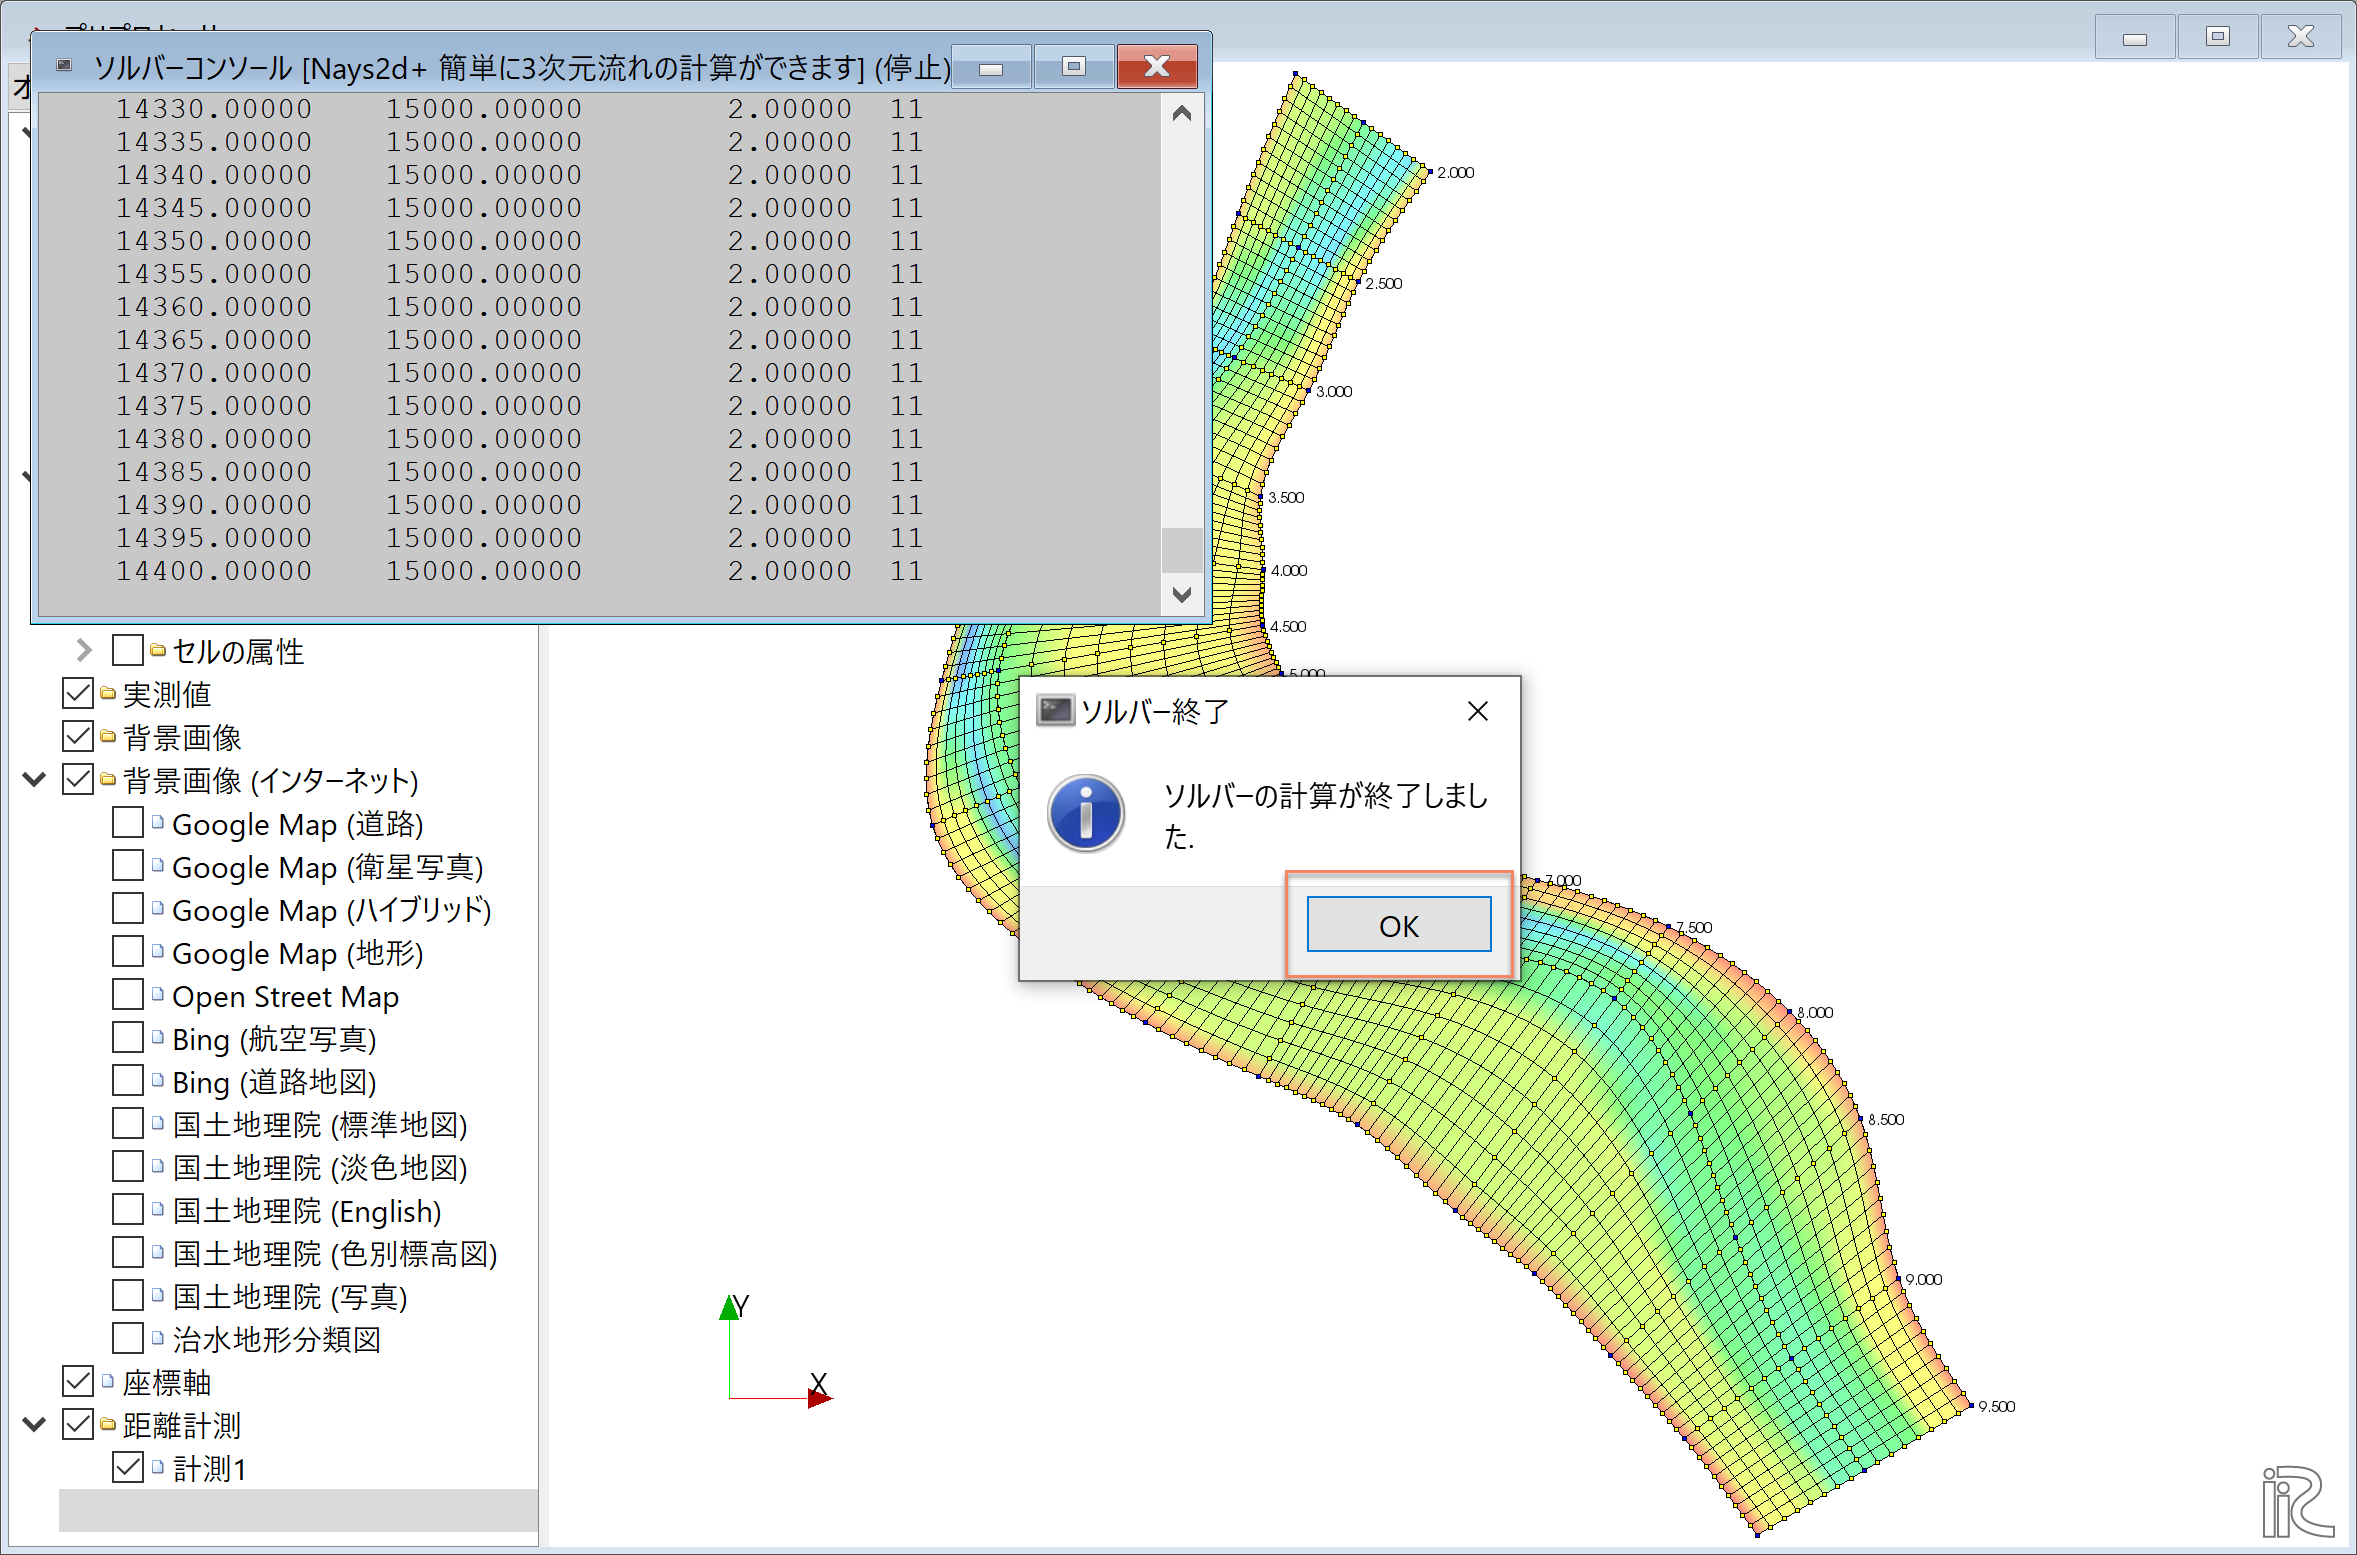 ソルバーコンソール [Nays2d+ 簡単に3次元流れの計算ができます] (停止)
14330.00000 15000.00000 2.00000 11
14335.00000 15000.00000 2.00000 11
14340.00000 15000.00000 2.00000 11
14345.00000 15000.00000 2.00000 11
14350.00000 15000.00000 2.00000 11
14355.00000 15000.00000 2.00000 11
14360.00000 15000.00000 2.00000 11
14365.00000 15000.00000 2.00000 11
14370.00000 15000.00000 2.00000 11
14375.00000 15000.00000 2.00000 11
14380.00000 15000.00000 2.00000 11
14385.00000 15000.00000 2.00000 11
14390.00000 15000.00000 2.00000 11
14395.00000 15000.00000 2.00000 11
14400.00000 15000.00000 2.00000 11
セルの属性
実測値
背景画像
背景画像 (インターネット)
Google Map (道路)
Google Map (衛星写真)
Google Map (ハイブリッド)
Google Map (地形)
Open Street Map
Bing (航空写真)
Bing (道路地図)
国土地理院 (標準地図)
国土地理院 (淡色地図)
国土地理院 (English)
国土地理院 (色別標高図)
国土地理院 (写真)
治水地形分類図
座標軸
距離計測
計測1
2.000
2.500
3.000
3.500
4.000
4.500
5.000
ソルバー終了
ソルバーの計算が終了しまし
た.
OK
7.000
7.500
8.000
8.500
9.000
9.500
Y
X
iRIC